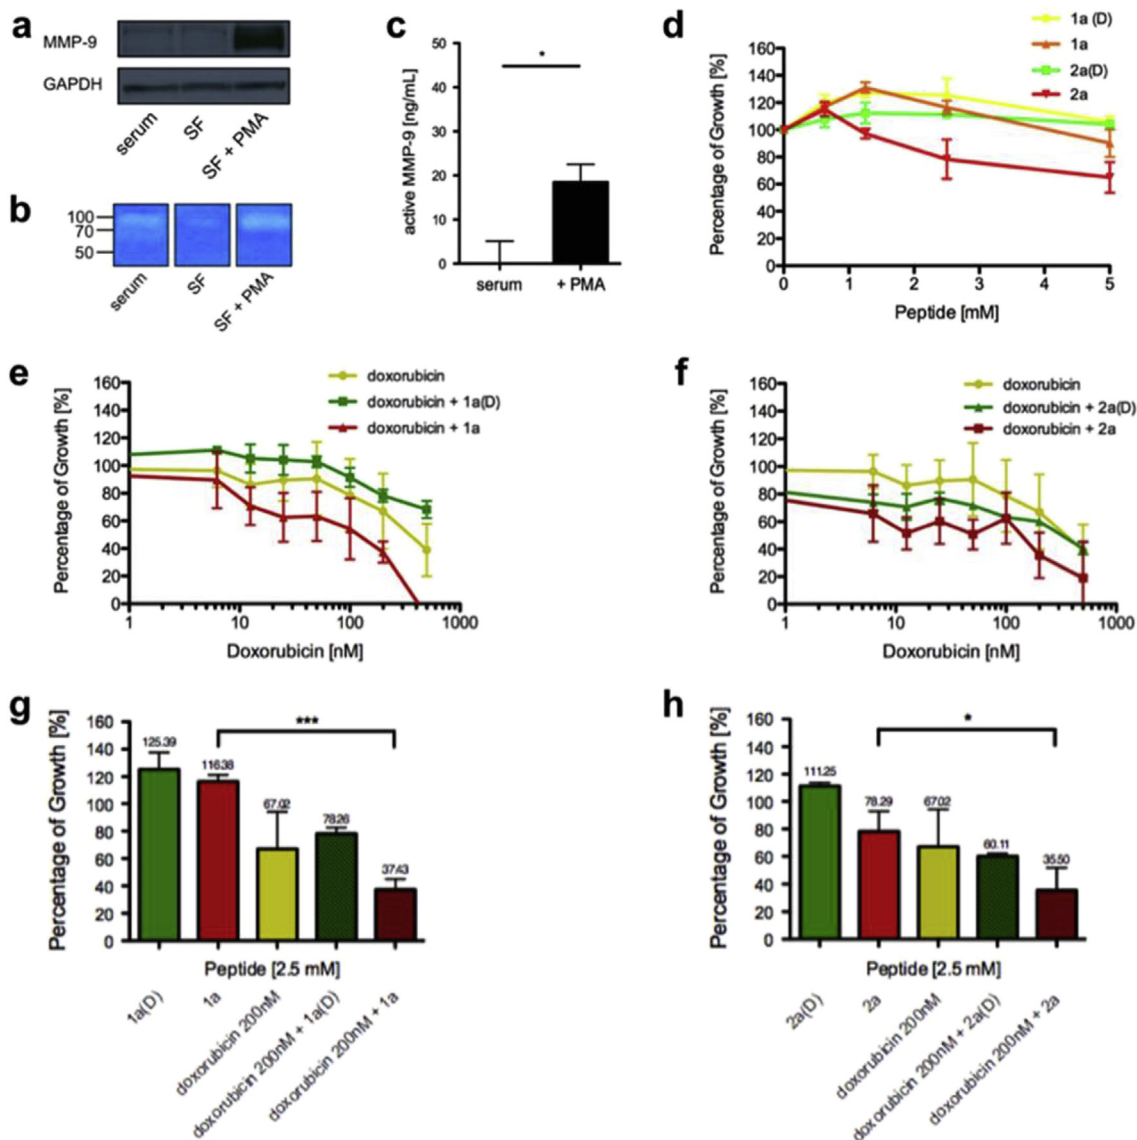 a
MMP-9
GAPDH
serum
SF
SF + PMA
b
100
70
50
serum
SF
SF + PMA
c
active MMP-9 [ng/mL]
50
40
30
20
10
0
*
serum
+ PMA
d
Percentage of Growth [%]
160
140
120
100
80
60
40
20
0
0 1 2 3 4 5
Peptide [mM]
1a (D)
1a
2a(D)
2a
e
Percentage of Growth [%]
160
140
120
100
80
60
40
20
0
1 10 100 1000
Doxorubicin [nM]
doxorubicin
doxorubicin + 1a(D)
doxorubicin + 1a
f
Percentage of Growth [%]
160
140
120
100
80
60
40
20
0
1 10 100 1000
Doxorubicin [nM]
doxorubicin
doxorubicin + 2a(D)
doxorubicin + 2a
g
Percentage of Growth [%]
160
140
120
100
80
60
40
20
0
***
125.39
116.38
67.02
78.26
37.43
Peptide [2.5 mM]
1a(D)
1a
doxorubicin 200nM
doxorubicin 200nM + 1a(D)
doxorubicin 200nM + 1a
h
Percentage of Growth [%]
160
140
120
100
80
60
40
20
0
*
111.25
78.29
67.02
60.11
35.50
Peptide [2.5 mM]
2a(D)
2a
doxorubicin 200nM
doxorubicin 200nM + 2a(D)
doxorubicin 200nM + 2a